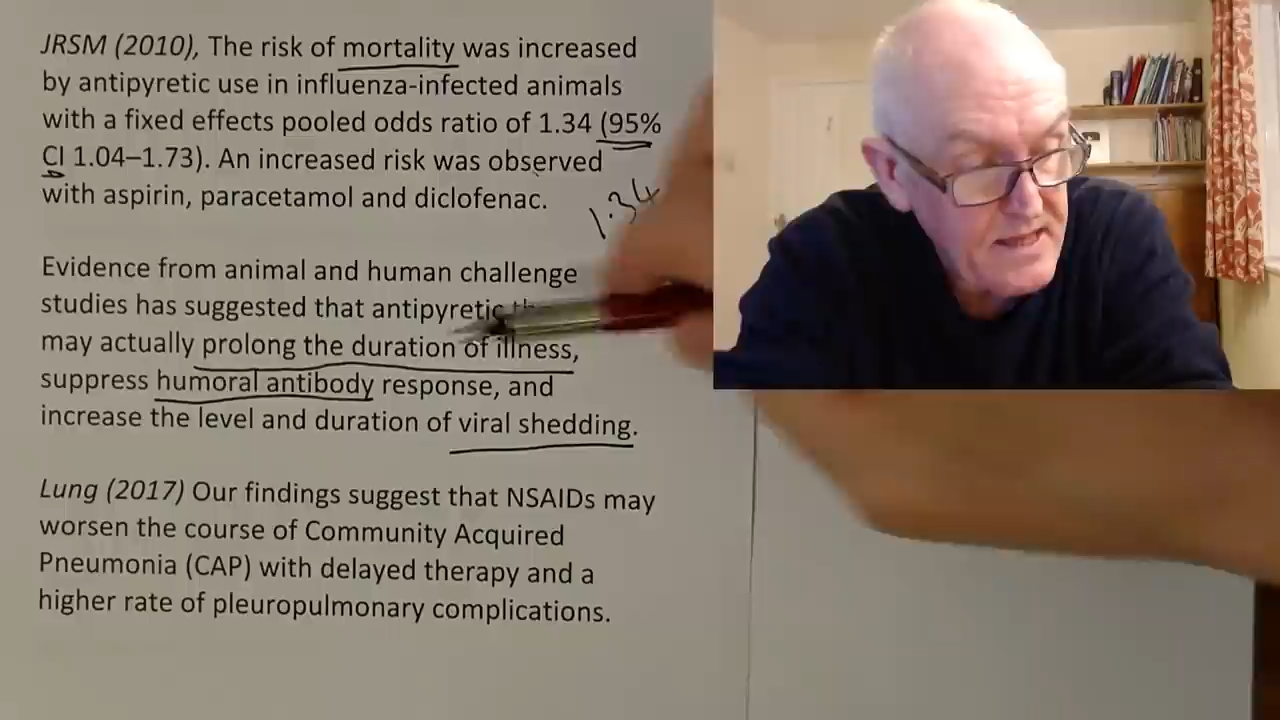 JRSM (2010), The risk of mortality was increased
by antipyretic use in influenza-infected animals
with a fixed effects pooled odds ratio of 1.34 (95%
CI 1.04–1.73). An increased risk was observed
with aspirin, paracetamol and diclofenac.
1.34
Evidence from animal and human challenge
studies has suggested that antipyretic
may actually prolong the duration of illness,
suppress humoral antibody response, and
increase the level and duration of viral shedding.
Lung (2017) Our findings suggest that NSAIDs may
worsen the course of Community Acquired
Pneumonia (CAP) with delayed therapy and a
higher rate of pleuropulmonary complications.